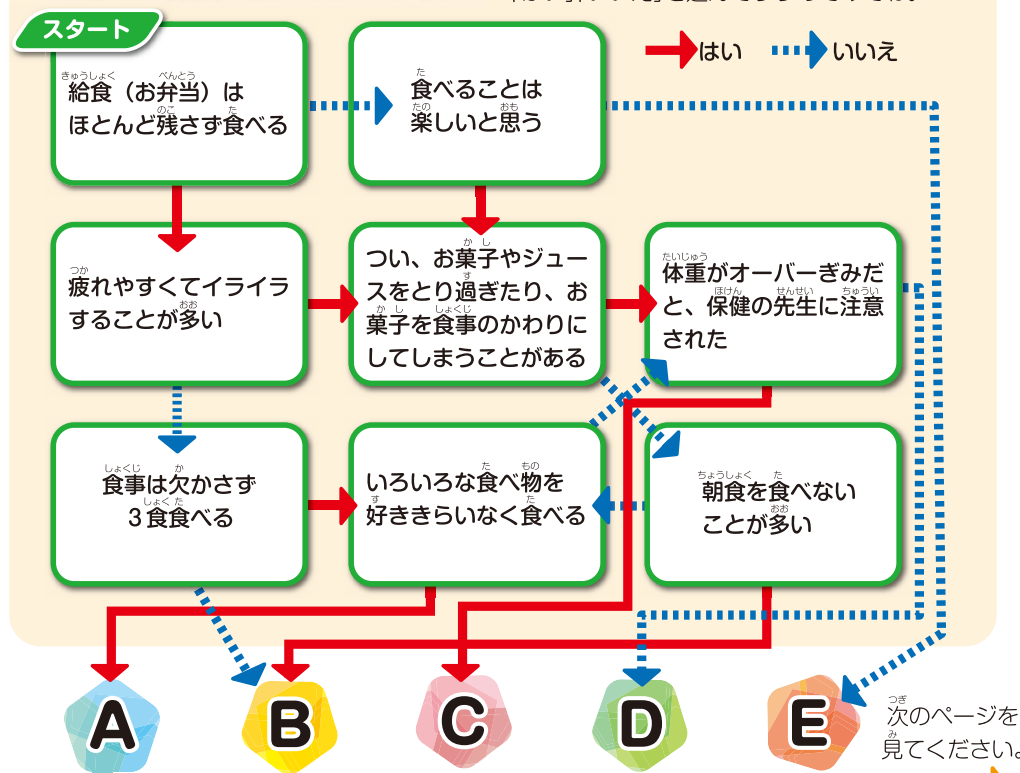 スタート
はい
いいえ
給食（お弁当）は
ほとんど残さず食べる
食べることは
楽しいと思う
疲れやすくてイライラ
することが多い
つい、お菓子やジュー
スをとり過ぎたり、お
菓子を食事のかわりに
してしまうことがある
体重がオーバーぎみだ
と、保健の先生に注意
された
食事は欠かさず
3食食べる
いろいろな食べ物を
好ききらいなく食べる
朝食を食べない
ことが多い
A
B
C
D
E
次のページを
見てください。